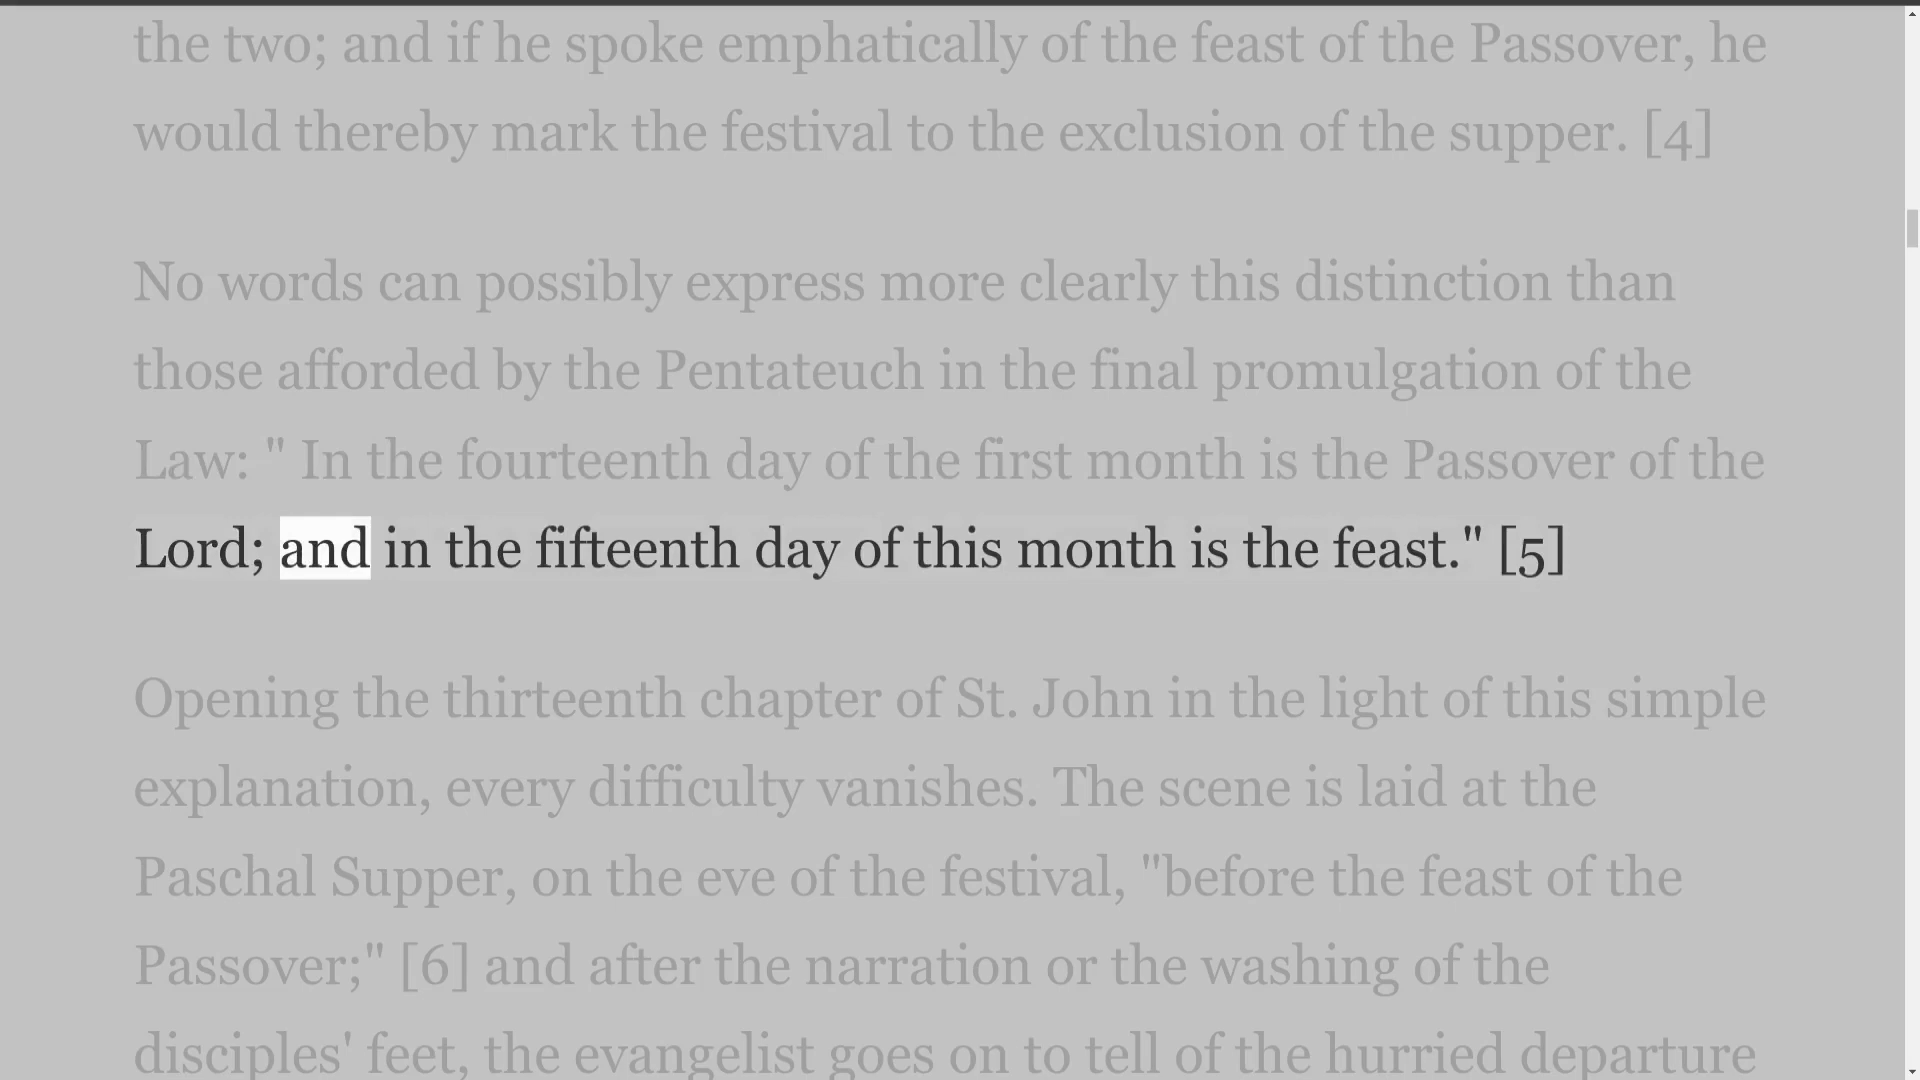 the two; and if he spoke emphatically of the feast of the Passover, he
would thereby mark the festival to the exclusion of the supper. [4]
No words can possibly express more clearly this distinction than
those afforded by the Pentateuch in the final promulgation of the
Law: " In the fourteenth day of the first month is the Passover of the
Lord; and in the fifteenth day of this month is the feast." [5]
Opening the thirteenth chapter of St. John in the light of this simple
explanation, every difficulty vanishes. The scene is laid at the
Paschal Supper, on the eve of the festival, "before the feast of the
Passover;" [6] and after the narration or the washing of the
disciples' feet, the evangelist goes on to tell of the hurried departure